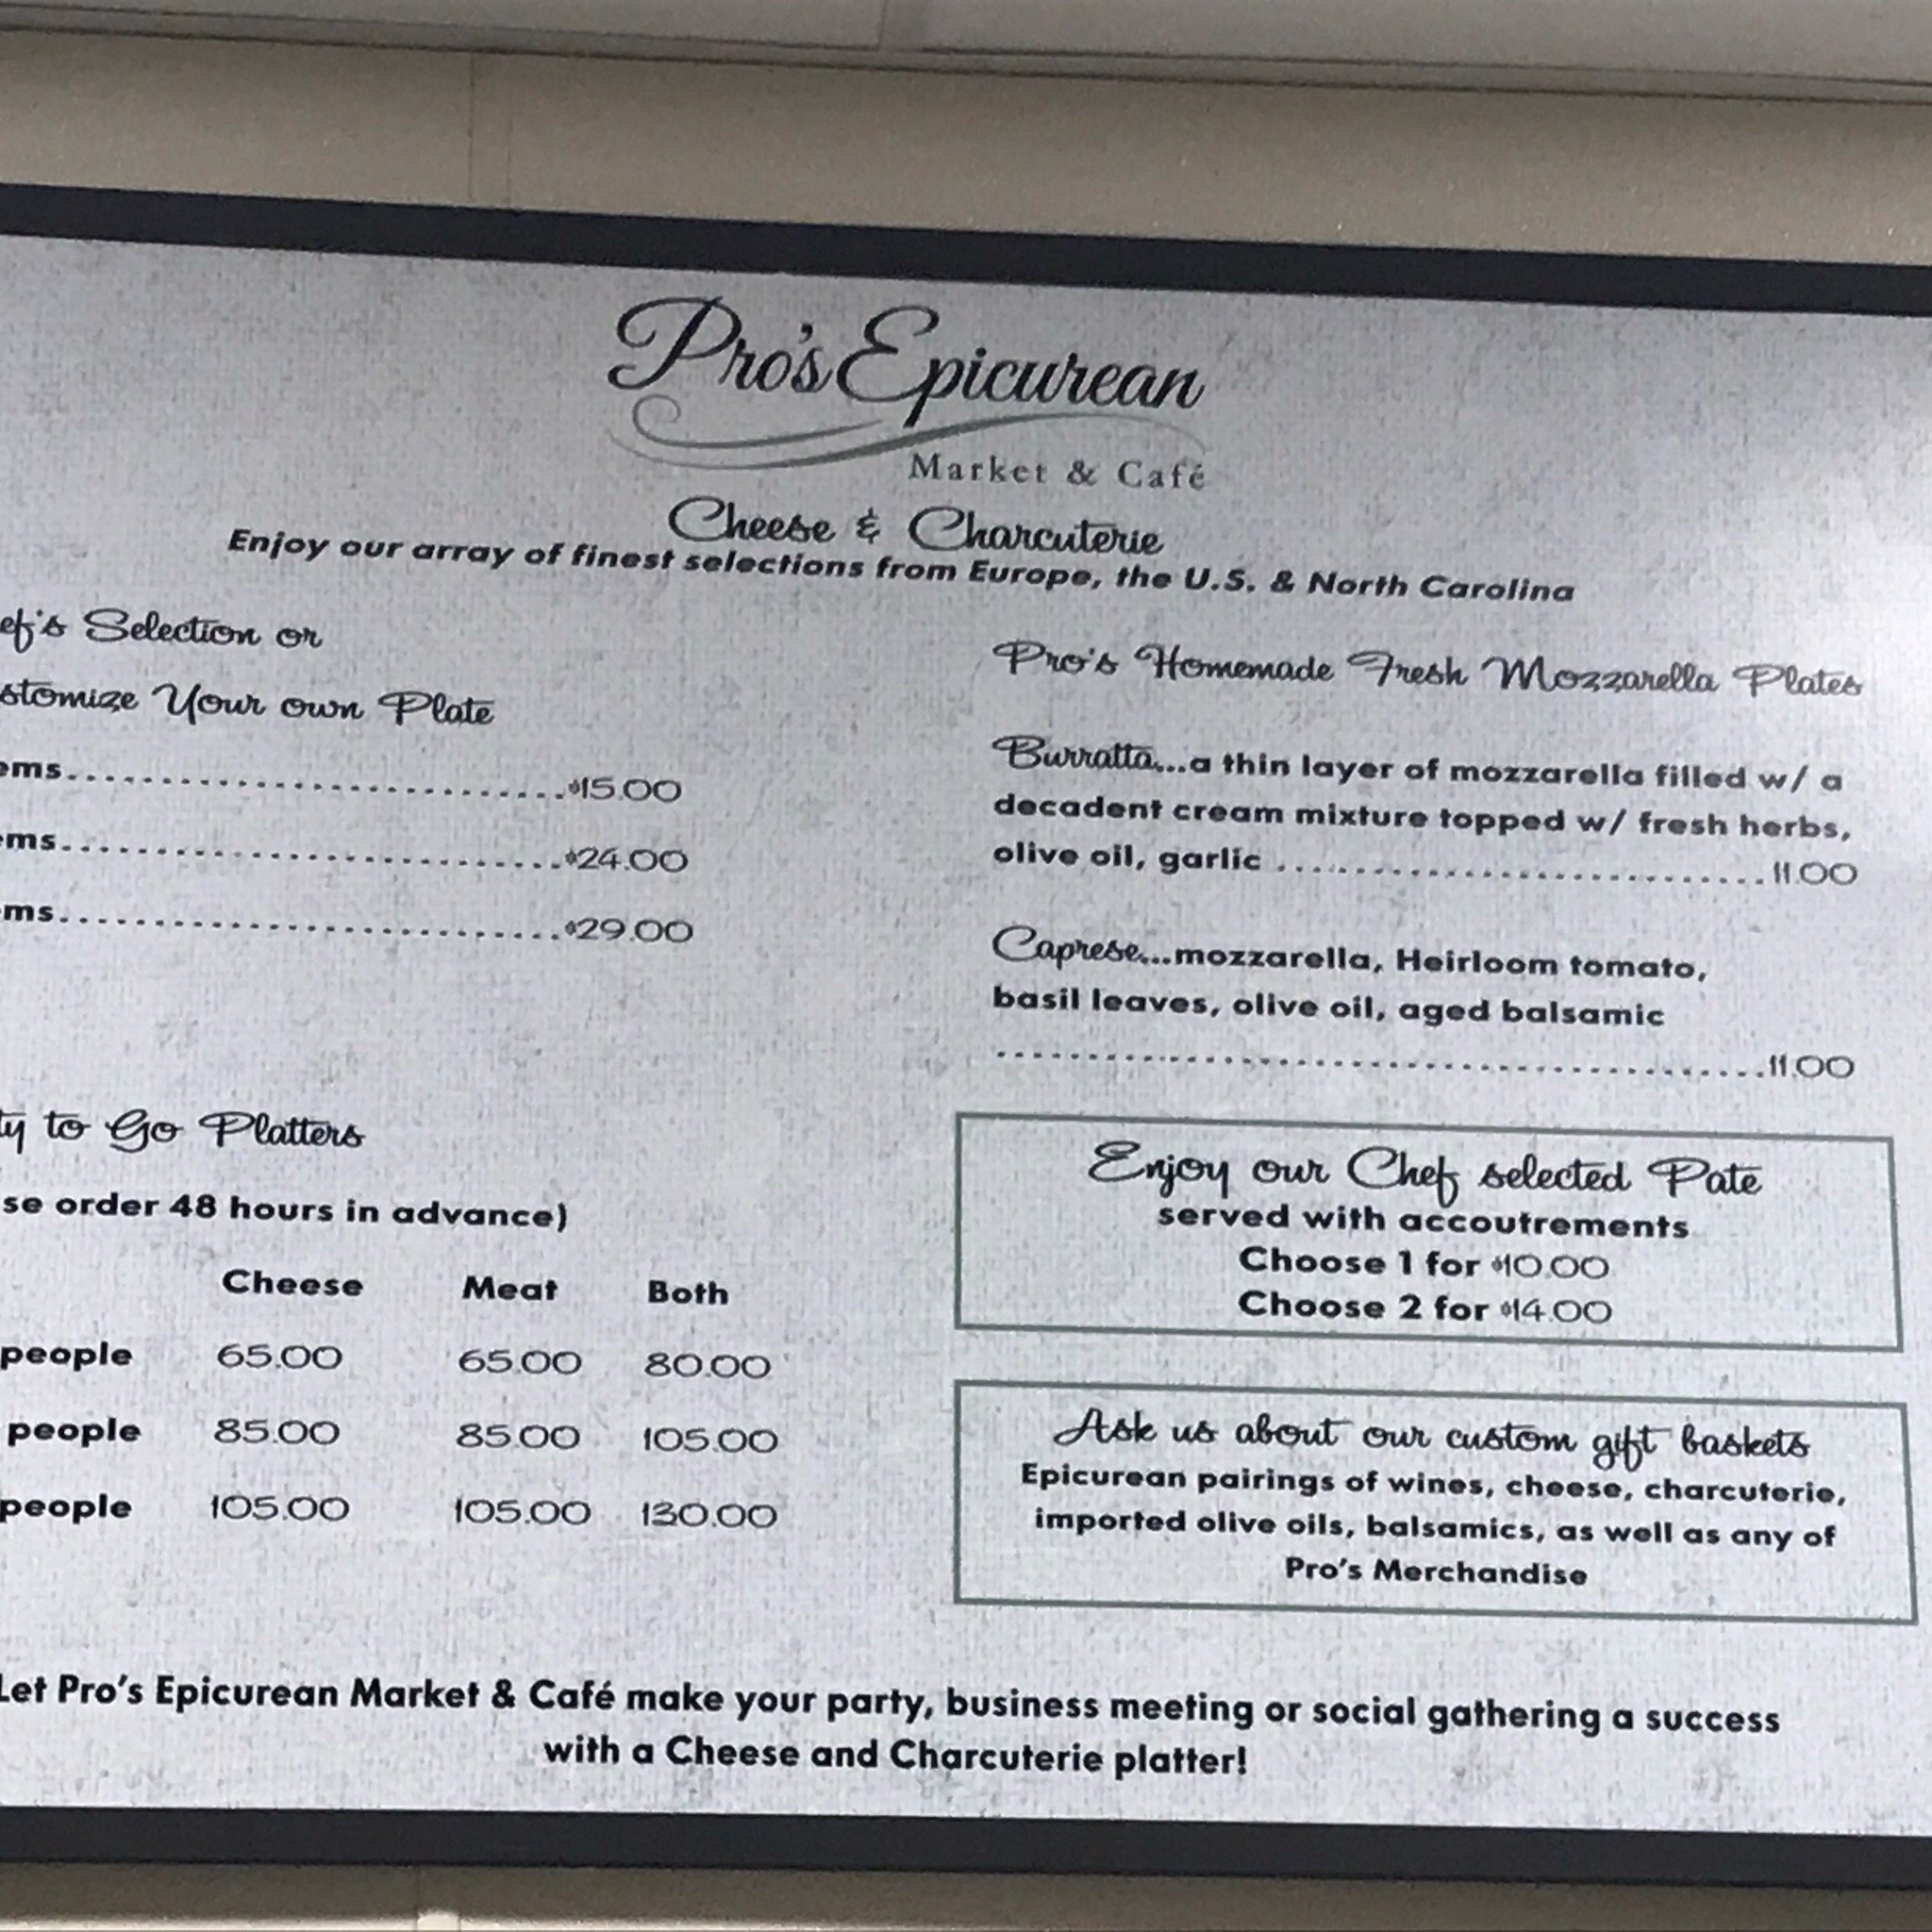 Pro's Epicurean
Market & Café
Cheese & Charcuterie
Enjoy our array of finest selections from Europe, the U.S. & North Carolina
ef's Selection or
stomize Your own Plate
ems..........$15.00
ems..........$24.00
ems..........$29.00
ty to Go Platters
se order 48 hours in advance)
Cheese Meat Both
people 65.00 65.00 80.00
people 85.00 85.00 105.00
people 105.00 105.00 130.00
Pro's Homemade Fresh Mozzarella Plates
Burratta...a thin layer of mozzarella filled w/ a
decadent cream mixture topped w/ fresh herbs,
olive oil, garlic ..........11.00
Caprese...mozzarella, Heirloom tomato,
basil leaves, olive oil, aged balsamic
..........11.00
Enjoy our Chef selected Pate
served with accoutrements
Choose 1 for $10.00
Choose 2 for $14.00
Ask us about our custom gift baskets
Epicurean pairings of wines, cheese, charcuterie,
imported olive oils, balsamics, as well as any of
Pro's Merchandise
Let Pro's Epicurean Market & Café make your party, business meeting or social gathering a success
with a Cheese and Charcuterie platter!